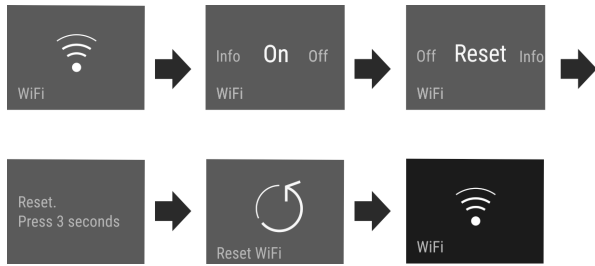 WiFi
Info On Off
WiFi
Off Reset Info
WiFi
Reset.
Press 3 seconds
Reset WiFi
WiFi